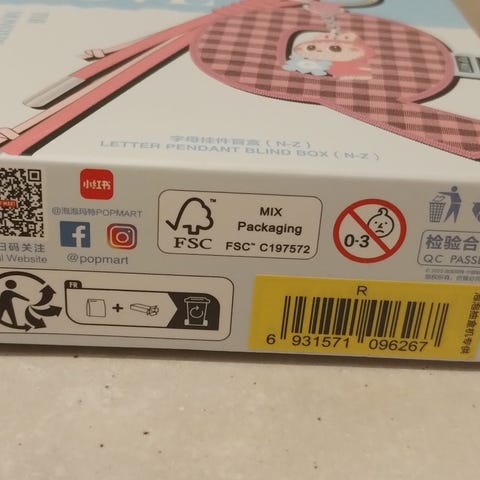 字母挂件盲盒(N-Z)
LETTER PENDANT BLIND BOX (N-Z)
小红书
@泡泡玛特POPMART
扫码关注
Website
@popmart
FSC™
MIX
Packaging
FSC™ C197572
0-3
检验合
QC PASSE
FR
+
R
6 931571 096267